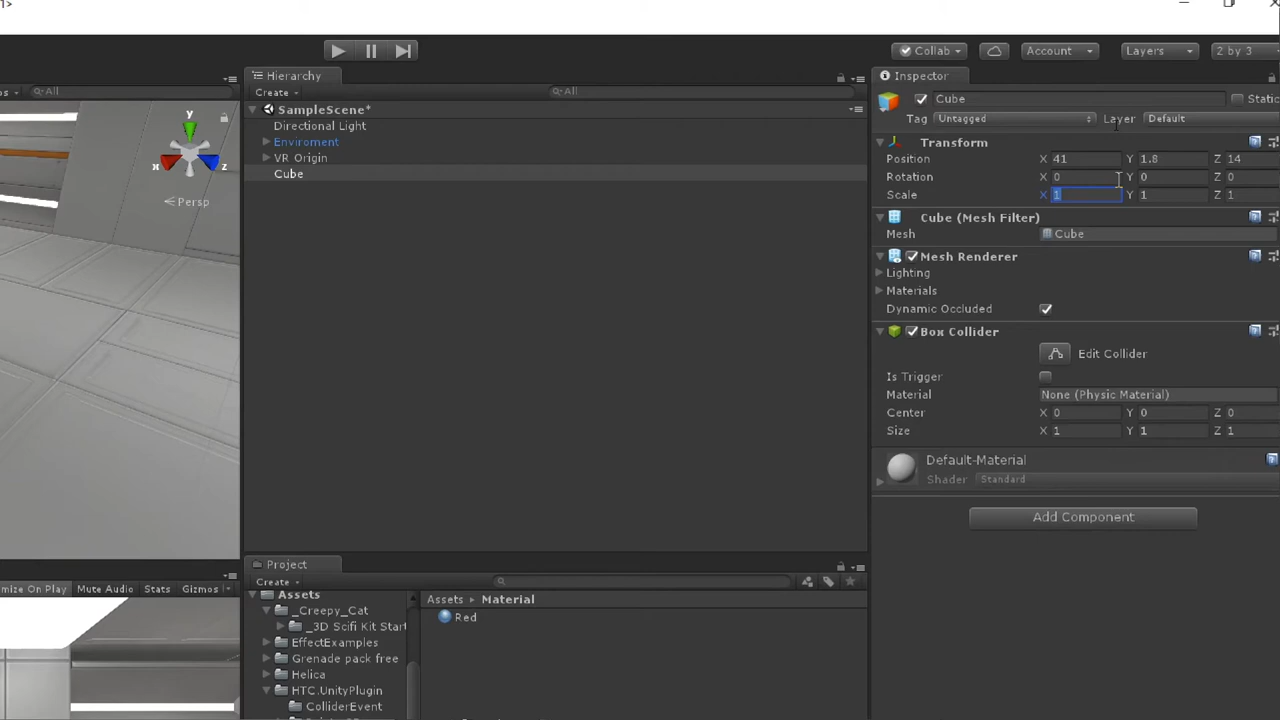 1>
Collab
Account
Layers
2 by 3
All
Hierarchy
Inspector
Create
All
SampleScene*
Directional Light
Enviroment
VR Origin
Cube
y
x
z
Persp
Cube
Static
Tag
Untagged
Layer
Default
Transform
Position X 41 Y 1.8 Z 14
Rotation X 0 Y 0 Z 0
Scale X 1 Y 1 Z 1
Cube (Mesh Filter)
Mesh
Cube
Mesh Renderer
Lighting
Materials
Dynamic Occluded
Box Collider
Edit Collider
Is Trigger
Material
None (Physic Material)
Center X 0 Y 0 Z 0
Size X 1 Y 1 Z 1
Default-Material
Shader
Standard
Add Component
mize On Play
Mute Audio
Stats
Gizmos
Project
Create
Assets
_Creepy_Cat
_3D Scifi Kit Start
EffectExamples
Grenade pack free
Helica
HTC.UnityPlugin
ColliderEvent
Assets
Material
Red